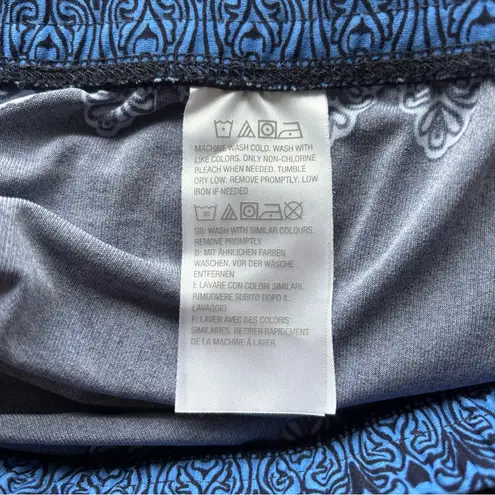 MACHINE WASH COLD. WASH WITH
LIKE COLORS. ONLY NON-CHLORINE
BLEACH WHEN NEEDED. TUMBLE
DRY LOW. REMOVE PROMPTLY. LOW
IRON IF NEEDED
30
GB: WASH WITH SIMILAR COLOURS.
REMOVE PROMPTLY
D: MIT ÄHNLICHEN FARBEN
WASCHEN. VOR DER WÄSCHE
ENTFERNEN
I: LAVARE CON COLORI SIMILARI.
RIMUOVERE SUBITO DOPO IL
LAVAGGIO
F: LAVER AVEC DES COLORIS
SIMILAIRES. RETIRER RAPIDEMENT
DE LA MACHINE À LAVER